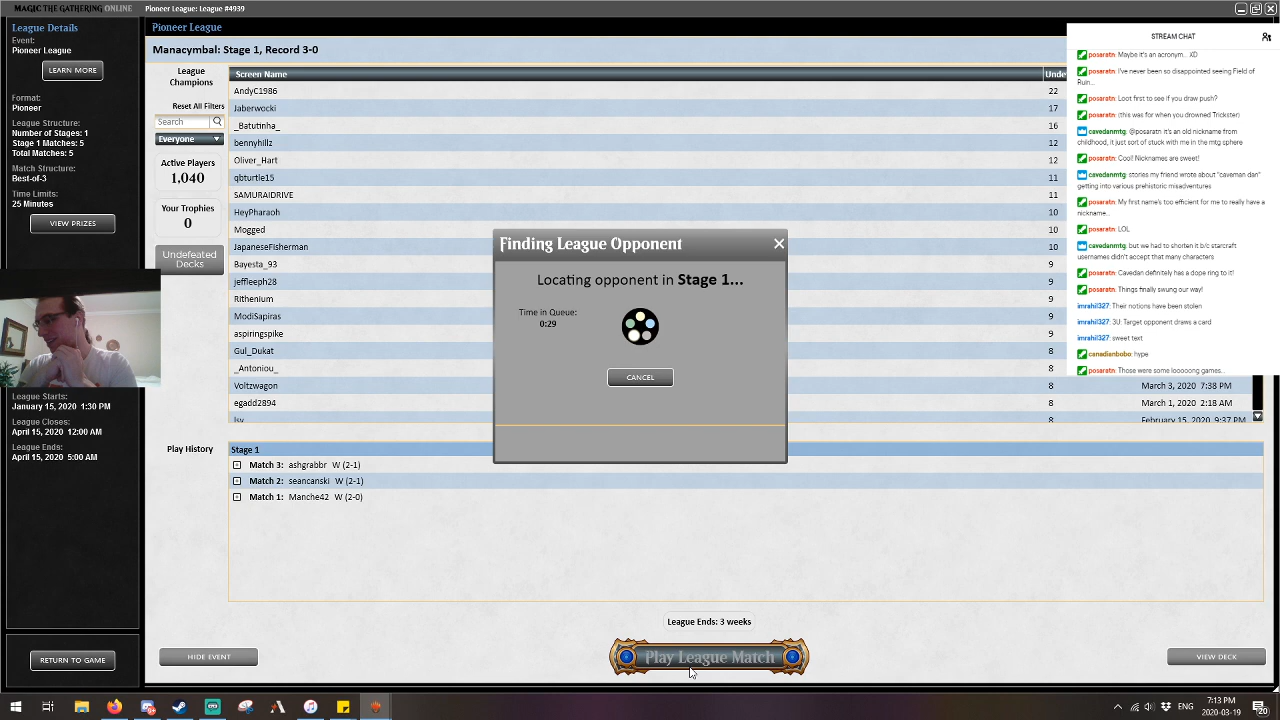 MAGIC THE GATHERING ONLINE
Pioneer League: League #4939
League Details
Event:
Pioneer League
LEARN MORE
Format:
Pioneer
League Structure:
Number of Stages: 1
Stage 1 Matches: 5
Total Matches: 5
Match Structure:
Best-of-3
Time Limits:
25 Minutes
VIEW PRIZES
League Starts:
January 15, 2020 1:30 PM
League Closes:
April 15, 2020 12:00 AM
League Ends:
April 15, 2020 5:00 AM
RETURN TO GAME
Pioneer League
Manacymbal: Stage 1, Record 3-0
League
Champions
Reset All Filters
Search
Everyone
Active Players
1,040
Your Trophies
0
Undefeated
Decks
Screen Name Unde
AndyC1986 22
Jaberwocki 17
_Batutinha_ 16
bennyhillz 12
Oliver_Hart 12
qbturtle15 11
SAMURAIDRIVE 11
HeyPharaoh 10
Mogged 10
JapaneseFisherman 10
Bayesta_93 9
jeffleeph28 9
Rithenium 9
ModiSapiras 9
aspiringspike 9
Gul_Dukat 8
_Antoniou_ 8
Voltzwagon 8 March 3, 2020 7:38 PM
egadd2894 8 March 1, 2020 2:18 AM
lsv 8 February 15, 2020 9:37 PM
Finding League Opponent
Locating opponent in Stage 1...
Time in Queue:
0:29
CANCEL
STREAM CHAT
posaratn: Maybe it's an acronym... XD
posaratn: I've never been so disappointed seeing Field of
Ruin...
posaratn: Loot first to see if you draw push?
posaratn: (this was for when you drowned Trickster)
cavedanmtg: @posaratn it's an old nickname from
childhood, it just sort of stuck with me in the mtg sphere
posaratn: Cool! Nicknames are sweet!
cavedanmtg: stories my friend wrote about "caveman dan"
getting into various prehistoric misadventures
posaratn: My first name's too efficient for me to really have a
nickname...
posaratn: LOL
cavedanmtg: but we had to shorten it b/c starcraft
usernames didn't accept that many characters
posaratn: Cavedan definitely has a dope ring to it!
posaratn: Things finally swung our way!
imrahil327: Their notions have been stolen
imrahil327: 3U: Target opponent draws a card
imrahil327: sweet text
canadianbobo: hype
posaratn: Those were some looooong games...
Play History
Stage 1
Match 3: ashgrabbr W (2-1)
Match 2: seancanski W (2-1)
Match 1: Manche42 W (2-0)
League Ends: 3 weeks
HIDE EVENT
Play League Match
VIEW DECK
ENG
7:13 PM
2020-03-19
20